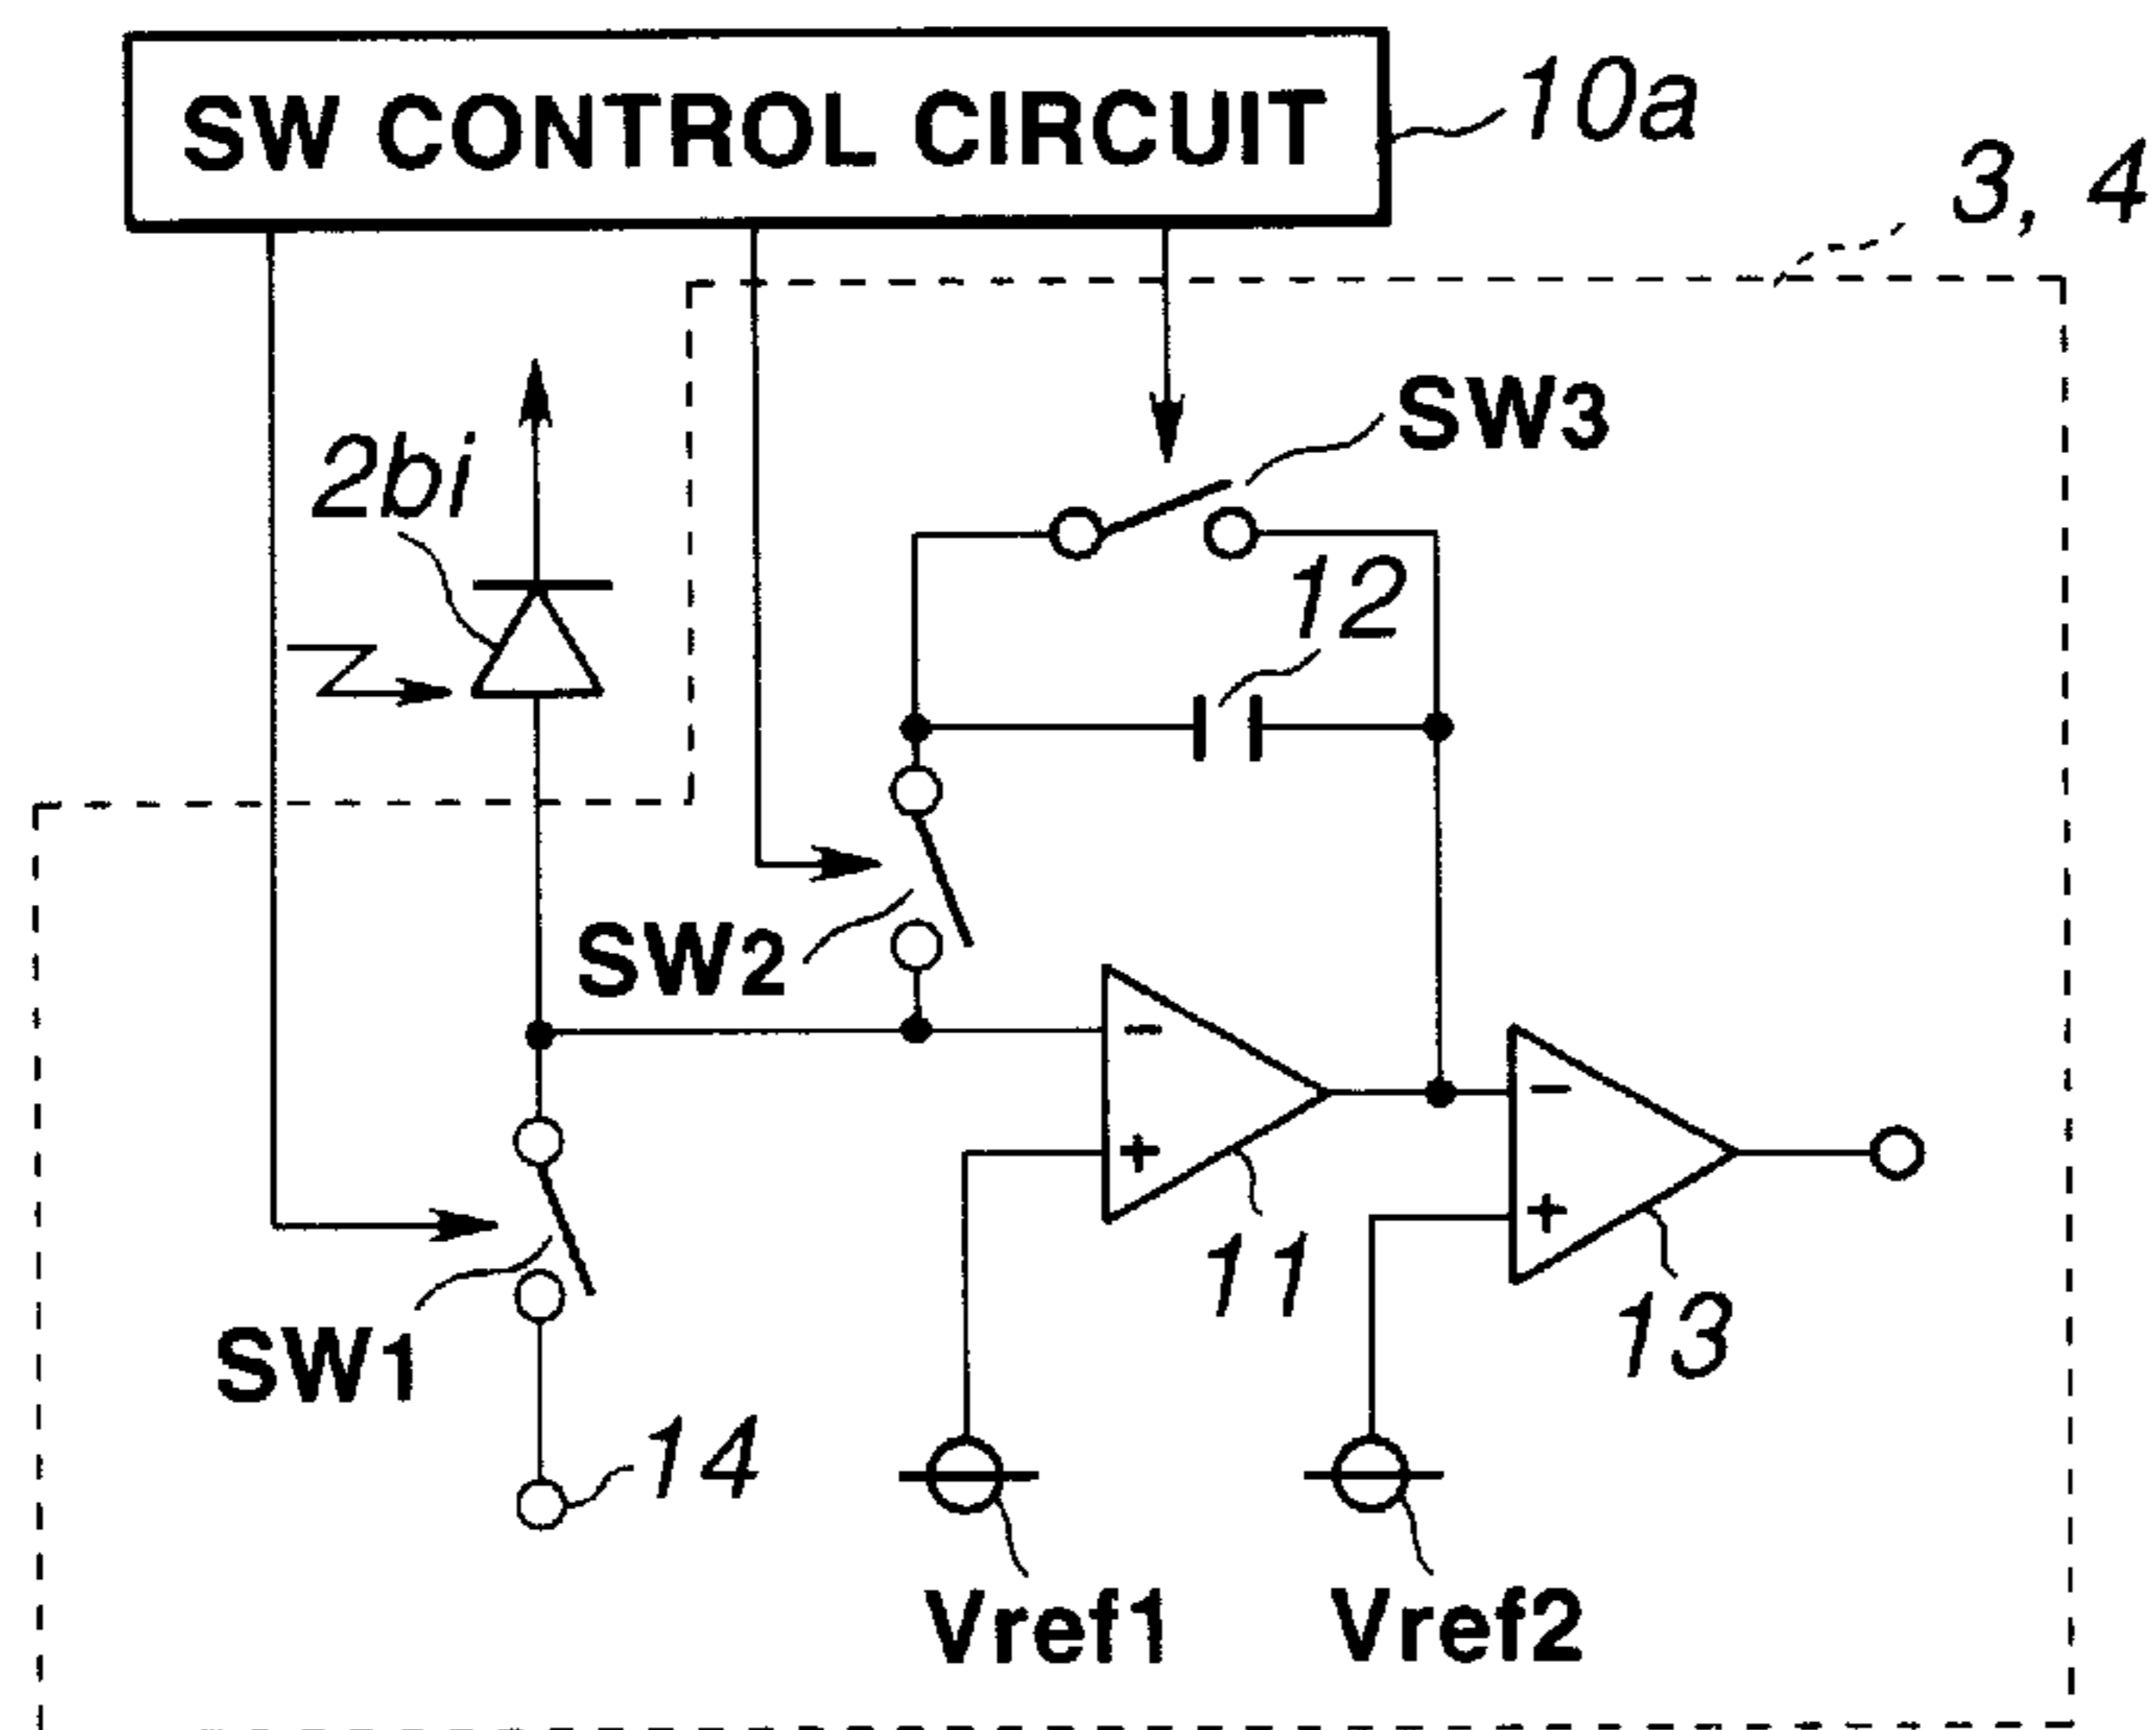 SW CONTROL CIRCUIT
10a
3, 4
SW3
2bi
12
SW2
−
−
+
+
11
13
SW1
14
Vref1
Vref2